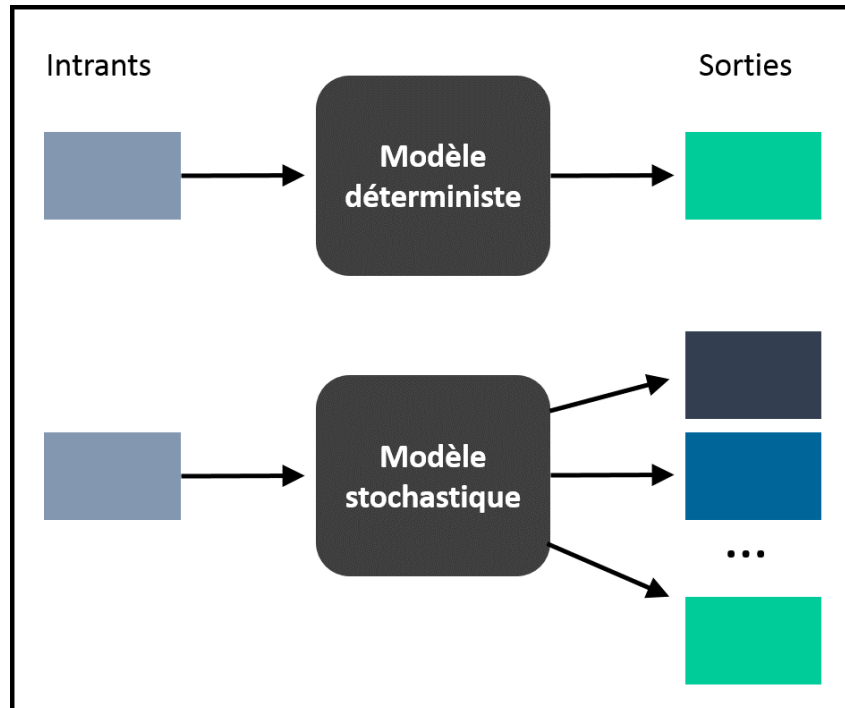 Intrants
Sorties
Modèle
déterministe
Modèle
stochastique
...